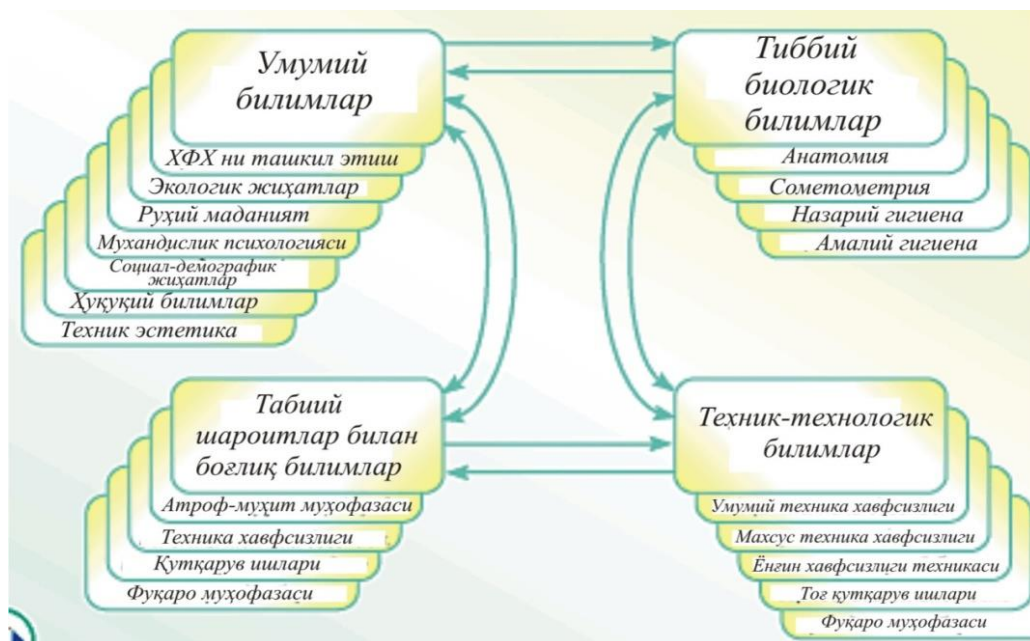 Умумий
билимлар
ХФХ ни ташкил этиш
Экологик жиҳатлар
Руҳий маданият
Мухандислик психологияси
Социал-демографик
жиҳатлар
Ҳуқуқий билимлар
Техник эстетика
Тиббий
биологик
билимлар
Анатомия
Сометометрия
Назарий гигиена
Амалий гигиена
Табиий
шароитлар билан
боғлиқ билимлар
Атроф-муҳит муҳофазаси
Техника хавфсизлиги
Қутқарув ишлари
Фуқаро муҳофазаси
Техник-технологик
билимлар
Умумий техника хавфсизлиги
Махсус техника хавфсизлиги
Ёнғин хавфсизлиги техникаси
Тоғ қутқарув ишлари
Фуқаро муҳофазаси